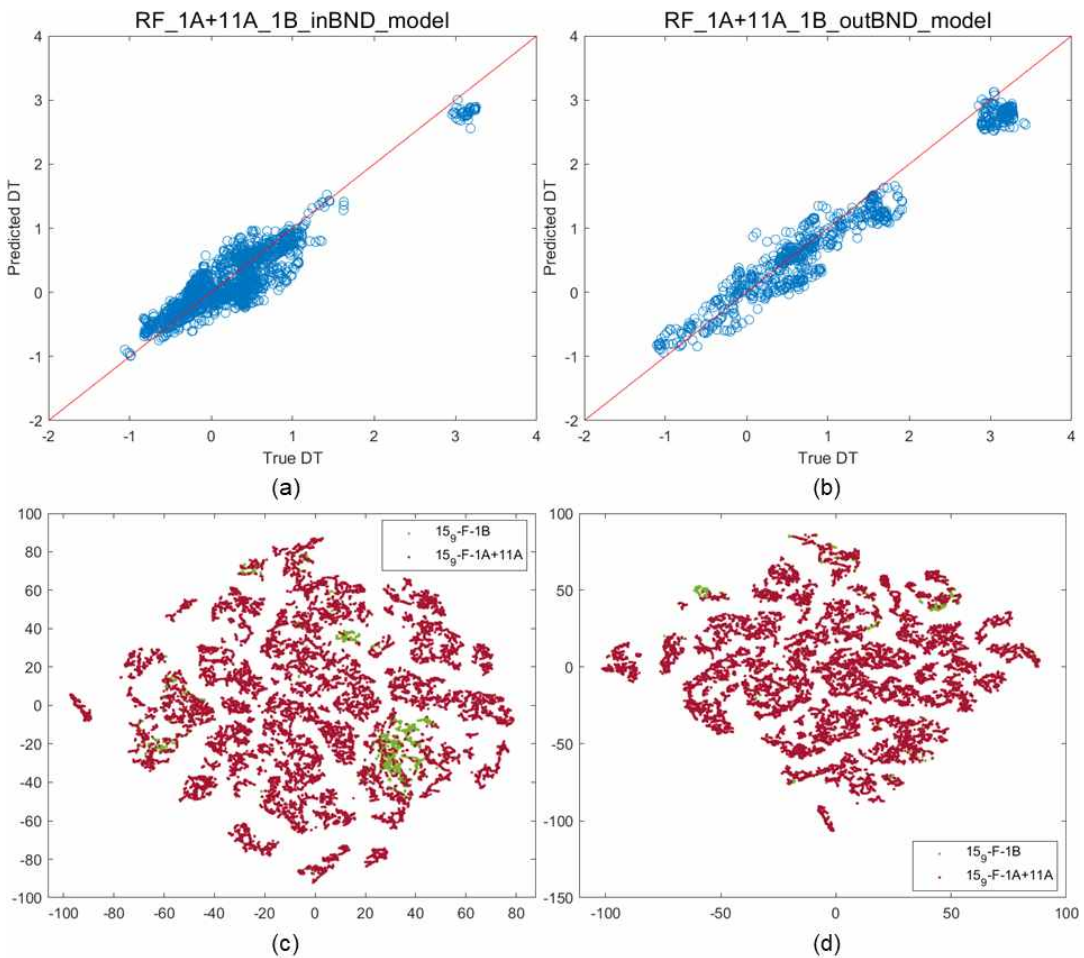 RF_1A+11A_1B_inBND_model
4
3
2
1
0
-1
-2
Predicted DT
-2 -1 0 1 2 3 4
True DT
(a)
RF_1A+11A_1B_outBND_model
4
3
2
1
0
-1
-2
Predicted DT
-2 -1 0 1 2 3 4
True DT
(b)
100
80
60
40
20
0
-20
-40
-60
-80
-100
15₉-F-1B
15₉-F-1A+11A
-100 -80 -60 -40 -20 0 20 40 60 80
(c)
100
50
0
-50
-100
-150
15₉-F-1B
15₉-F-1A+11A
-100 -50 0 50 100
(d)